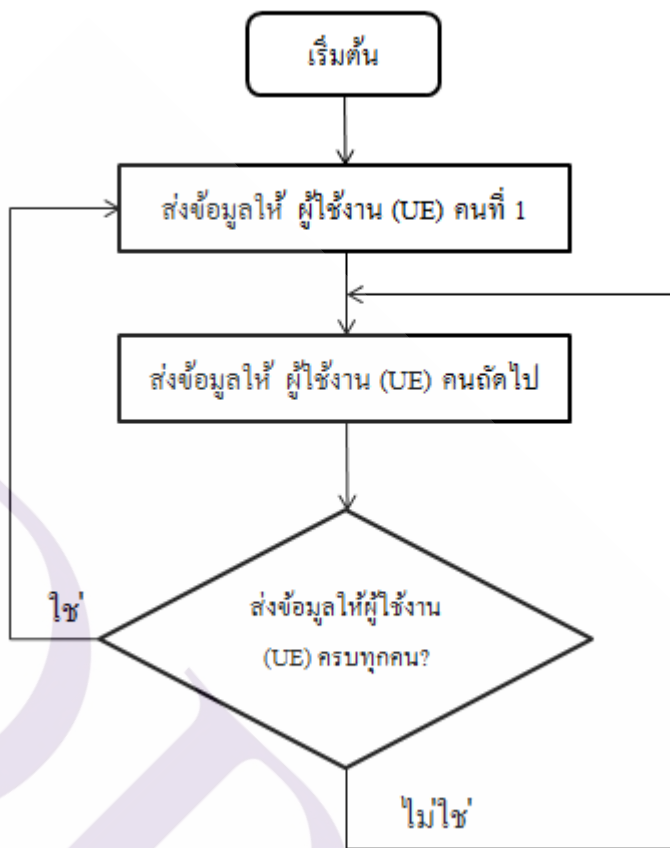 เริ่มต้น
ส่งข้อมูลให้ ผู้ใช้งาน (UE) คนที่ 1
ส่งข้อมูลให้ ผู้ใช้งาน (UE) คนถัดไป
ส่งข้อมูลให้ผู้ใช้งาน
(UE) ครบทุกคน?
ใช่
ไม่ใช่